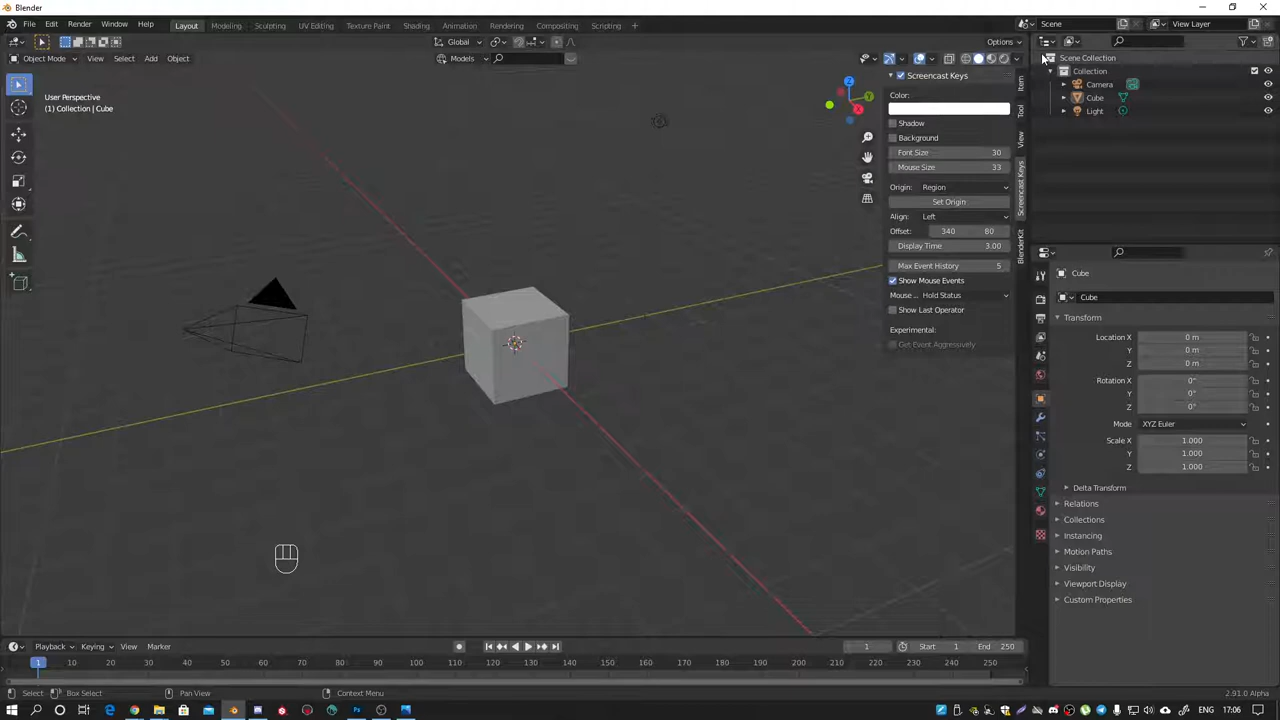 Blender
File Edit Render Window Help Layout Modeling Sculpting UV Editing Texture Paint Shading Animation Rendering Compositing Scripting Scene View Layer
Global Options
Object Mode View Select Add Object Models
User Perspective
(1) Collection | Cube
Screencast Keys
Color:
Shadow
Background
Font Size 30
Mouse Size 33
Origin: Region
Set Origin
Align: Left
Offset: 340 80
Display Time 3.00
Max Event History 5
Show Mouse Events
Mouse ... Hold Status
Show Last Operator
Experimental:
Get Event Aggressively
Item
Tool
View
Screencast Keys
BlenderKit
Z
Y
X
Scene Collection
Collection
Camera
Cube
Light
Cube
Cube
Transform
Location X 0 m
Y 0 m
Z 0 m
Rotation X 0°
Y 0°
Z 0°
Mode XYZ Euler
Scale X 1.000
Y 1.000
Z 1.000
Delta Transform
Relations
Collections
Instancing
Motion Paths
Visibility
Viewport Display
Custom Properties
Playback Keying View Marker 1 Start 1 End 250
1 10 20 30 40 50 60 70 80 90 100 110 120 130 140 150 160 170 180 190 200 210 220 230 240 250
Select Box Select Pan View Context Menu 2.91.0 Alpha
17:06